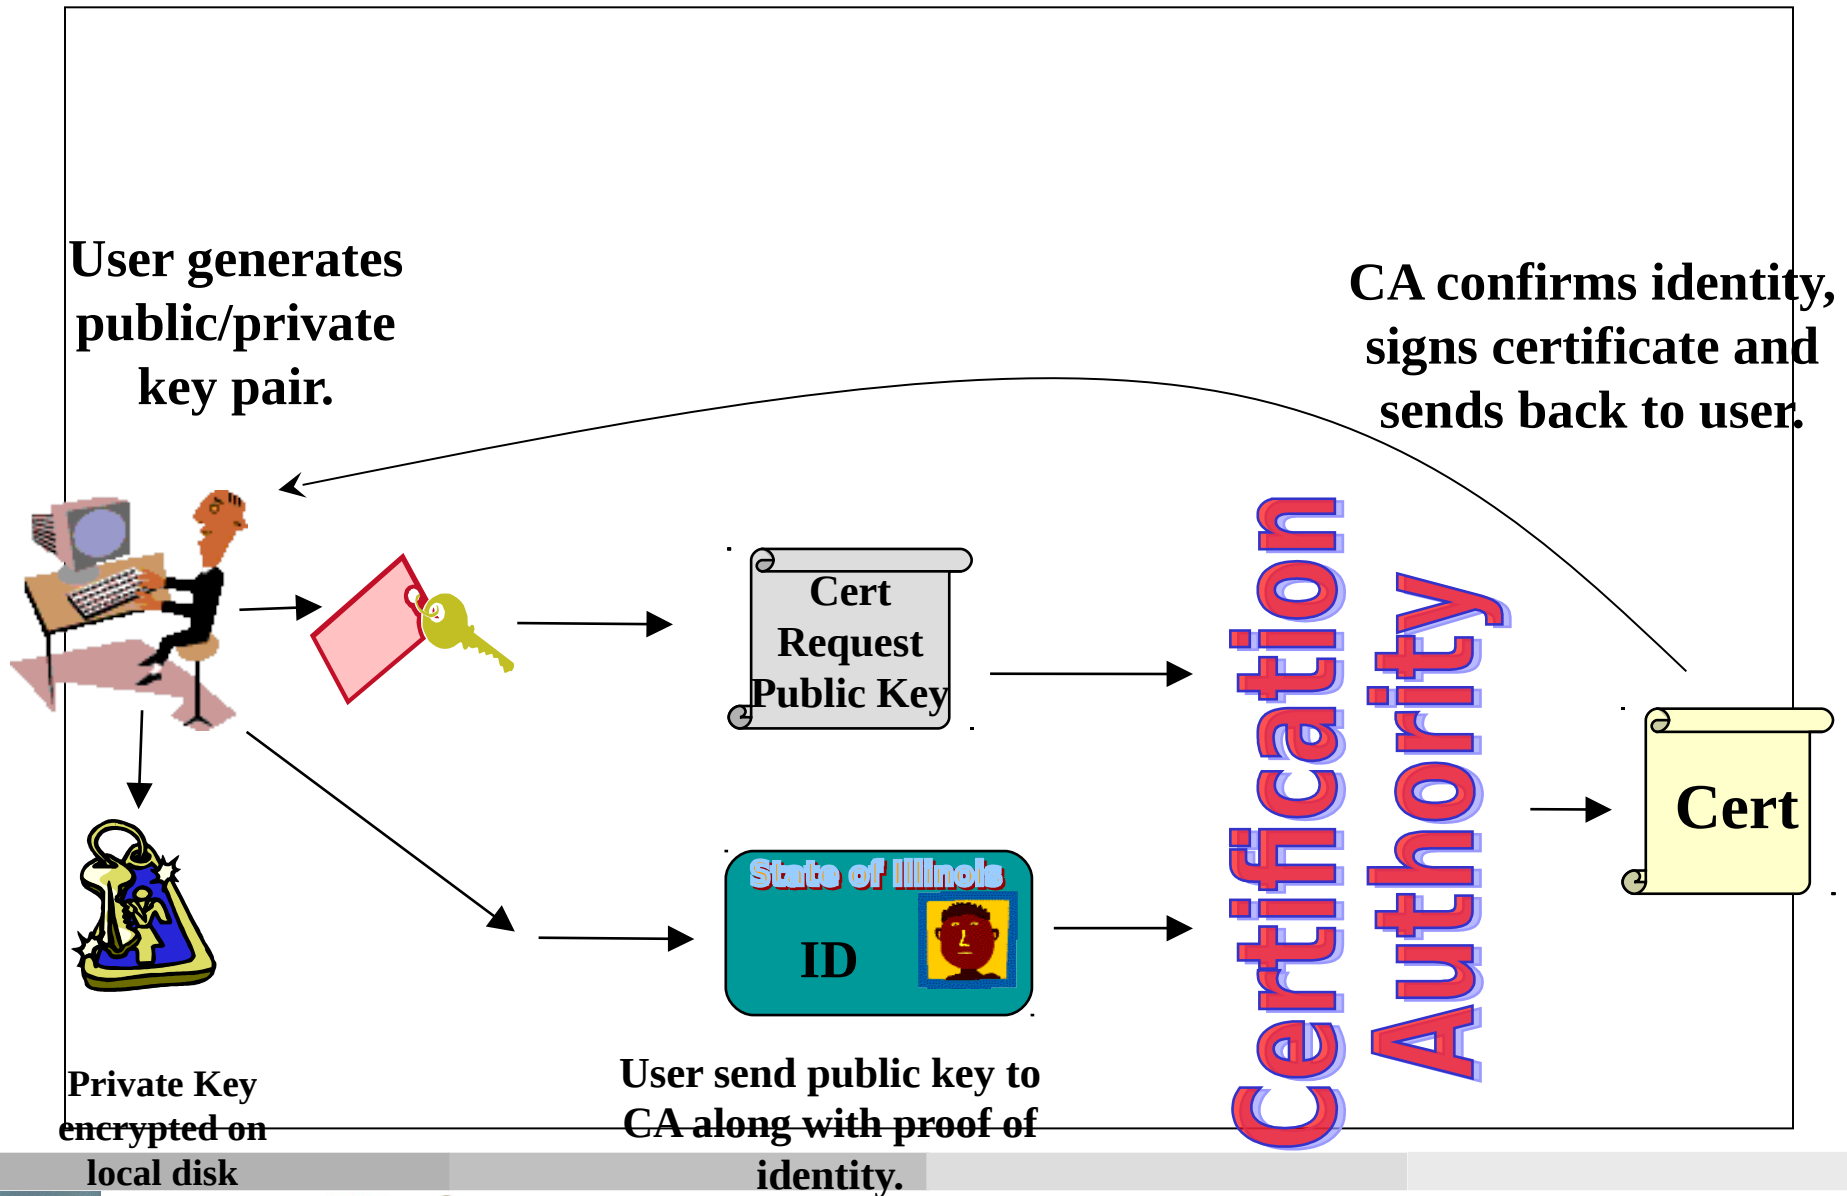 User generates
public/private
key pair.
CA confirms identity,
signs certificate and
sends back to user.
Cert
Request
Public Key
Certification
Authority
Cert
State of Illinois
ID
Private Key
encrypted on
local disk
User send public key to
CA along with proof of
identity.